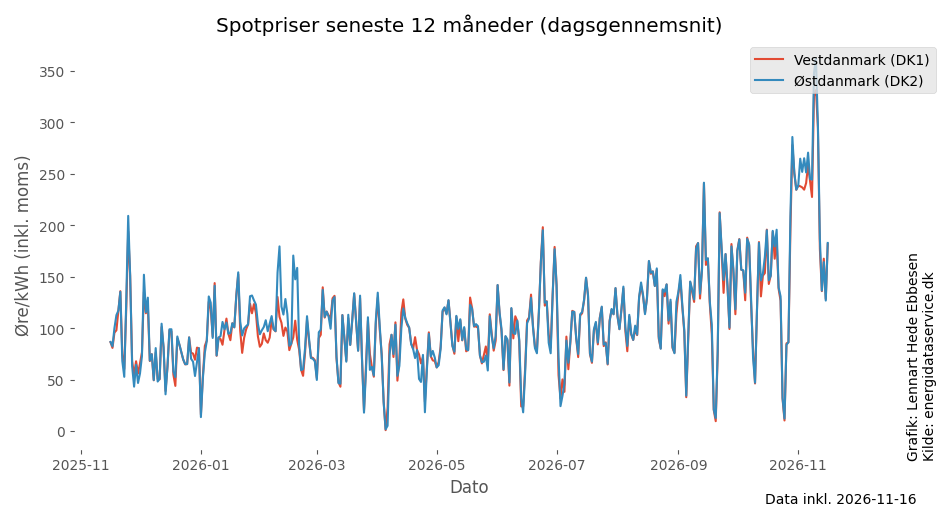 Spotpriser seneste 12 måneder (dagsgennemsnit)
Vestdanmark (DK1)
Østdanmark (DK2)
Øre/kWh (inkl. moms)
350
300
250
200
150
100
50
0
2025-11
2026-01
2026-03
2026-05
2026-07
2026-09
2026-11
Dato
Grafik: Lennart Hede Ebbesen
Kilde: energidataservice.dk
Data inkl. 2026-11-16